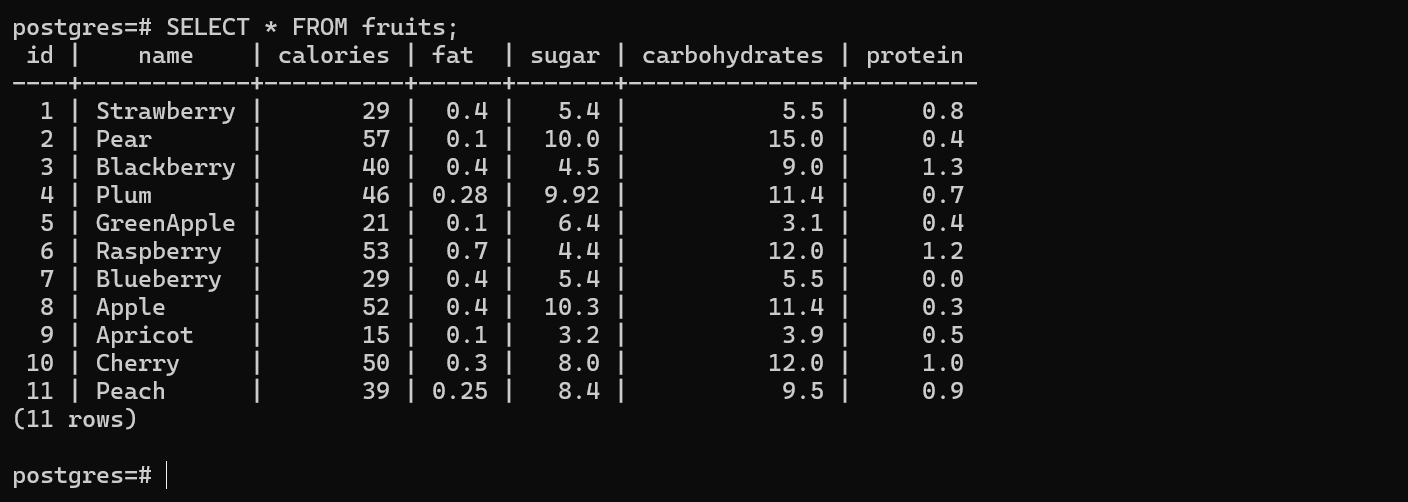 postgres=# SELECT * FROM fruits;
 id |    name    | calories | fat  | sugar | carbohydrates | protein
----+------------+----------+------+-------+---------------+---------
  1 | Strawberry |       29 |  0.4 |   5.4 |           5.5 |     0.8
  2 | Pear       |       57 |  0.1 |  10.0 |          15.0 |     0.4
  3 | Blackberry |       40 |  0.4 |   4.5 |           9.0 |     1.3
  4 | Plum       |       46 | 0.28 |  9.92 |          11.4 |     0.7
  5 | GreenApple |       21 |  0.1 |   6.4 |           3.1 |     0.4
  6 | Raspberry  |       53 |  0.7 |   4.4 |          12.0 |     1.2
  7 | Blueberry  |       29 |  0.4 |   5.4 |           5.5 |     0.0
  8 | Apple      |       52 |  0.4 |  10.3 |          11.4 |     0.3
  9 | Apricot    |       15 |  0.1 |   3.2 |           3.9 |     0.5
 10 | Cherry     |       50 |  0.3 |   8.0 |          12.0 |     1.0
 11 | Peach      |       39 | 0.25 |   8.4 |           9.5 |     0.9
(11 rows)
postgres=#